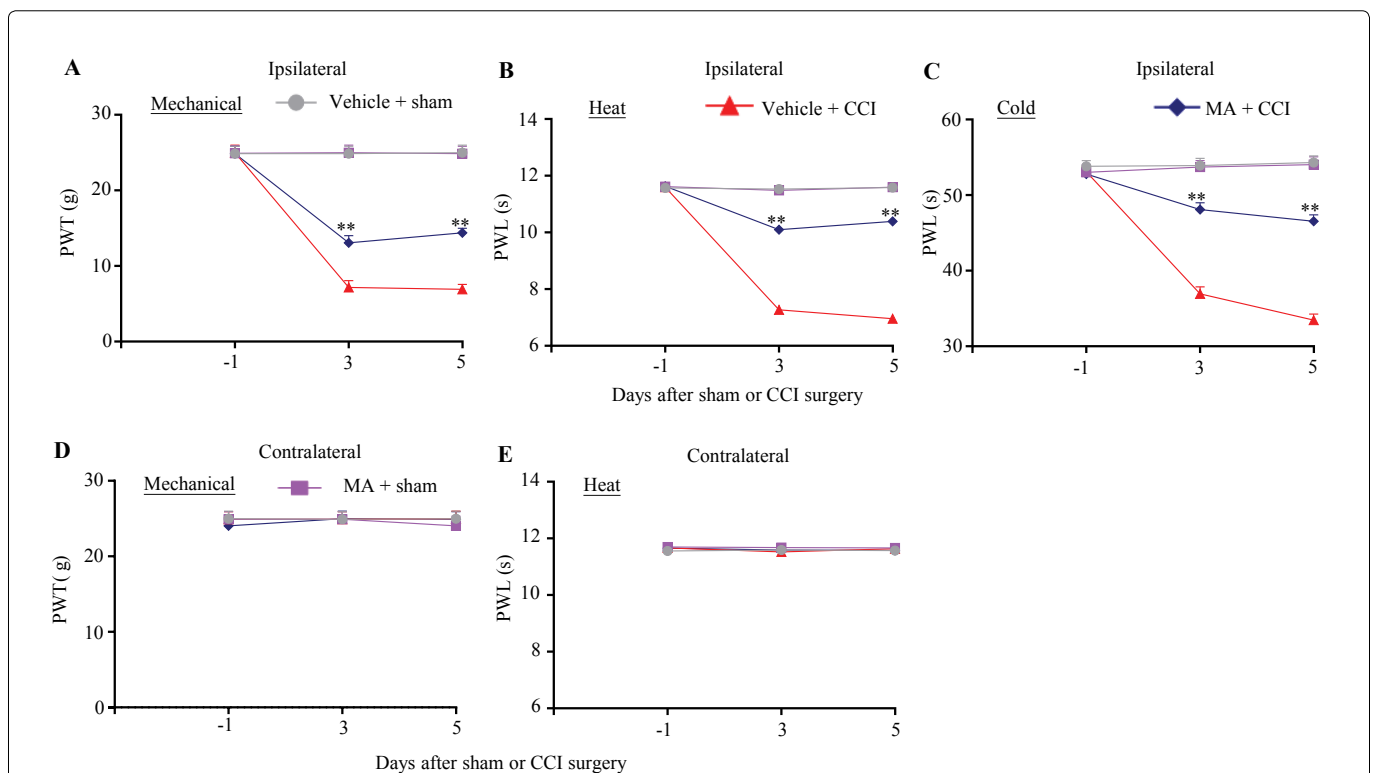 A
Ipsilateral
Mechanical
Vehicle + sham
PWT (g)
30
20
10
0
-1
3
5
**
**
B
Ipsilateral
Heat
Vehicle + CCI
PWL (s)
14
12
10
8
6
-1
3
5
**
**
Days after sham or CCI surgery
C
Ipsilateral
Cold
MA + CCI
PWL (s)
60
50
40
30
-1
3
5
**
**
D
Contralateral
Mechanical
MA + sham
PWT( g)
30
20
10
0
-1
3
5
Days after sham or CCI surgery
E
Contralateral
Heat
PWL (s)
14
12
10
8
6
-1
3
5